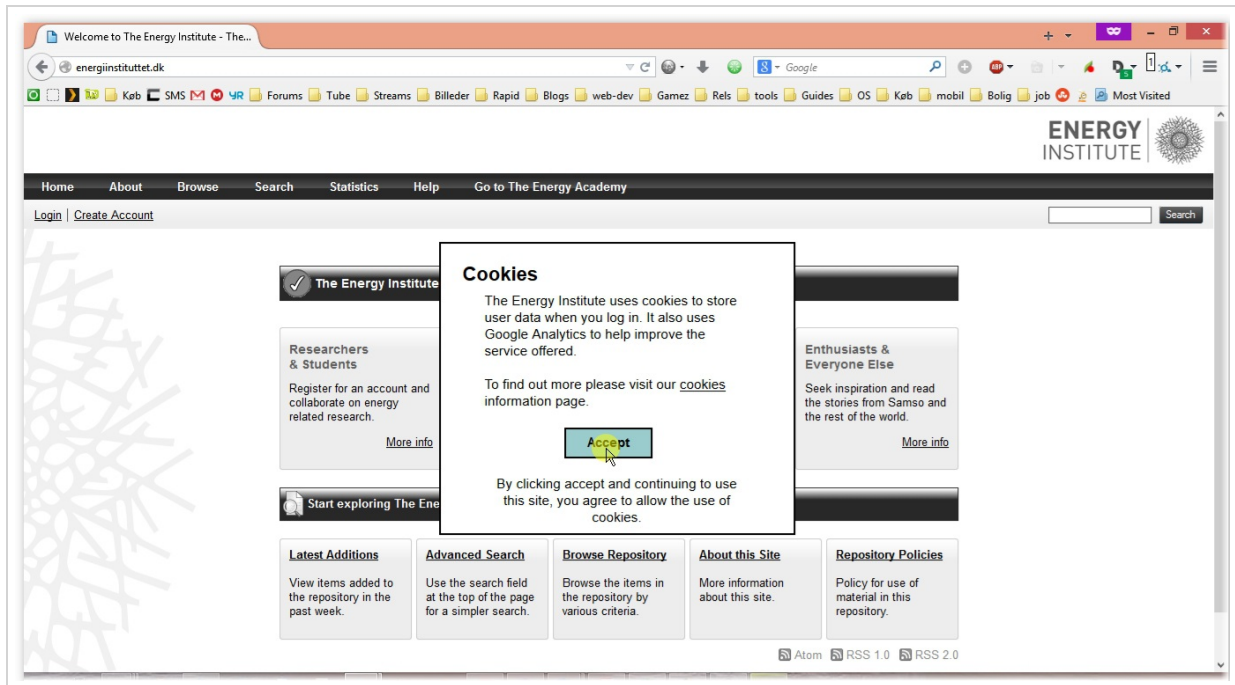 Welcome to The Energy Institute - The...
energiinstituttet.dk
Google
Køb SMS YR Forums Tube Streams Billeder Rapid Blogs web-dev Gamez Rels tools Guides OS Køb mobil Bolig job Most Visited
ENERGY
INSTITUTE
Home About Browse Search Statistics Help Go to The Energy Academy
Login | Create Account
Search
Cookies
The Energy Institute uses cookies to store
user data when you log in. It also uses
Google Analytics to help improve the
service offered.
To find out more please visit our cookies
information page.
Accept
By clicking accept and continuing to use
this site, you agree to allow the use of
cookies.
The Energy Institute
Researchers
& Students
Register for an account and
collaborate on energy
related research.
More info
Enthusiasts &
Everyone Else
Seek inspiration and read
the stories from Samso and
the rest of the world.
More info
Start exploring The Ene
Latest Additions
View items added to
the repository in the
past week.
Advanced Search
Use the search field
at the top of the page
for a simpler search.
Browse Repository
Browse the items in
the repository by
various criteria.
About this Site
More information
about this site.
Repository Policies
Policy for use of
material in this
repository.
Atom RSS 1.0 RSS 2.0